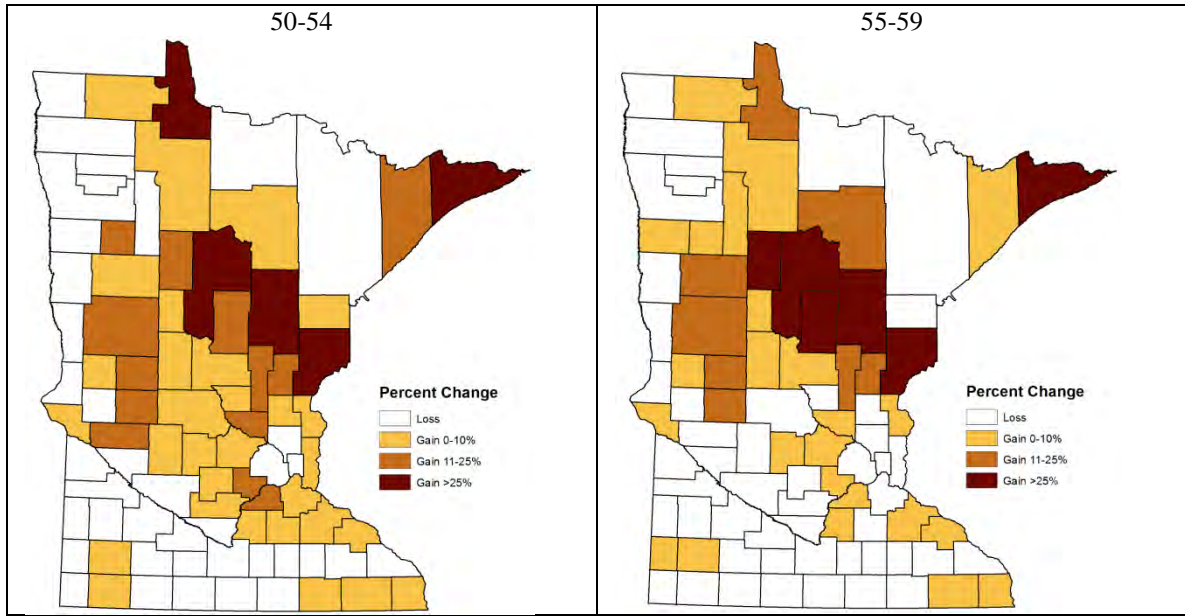 50-54
Percent Change
Loss
Gain 0-10%
Gain 11-25%
Gain >25%
55-59
Percent Change
Loss
Gain 0-10%
Gain 11-25%
Gain >25%